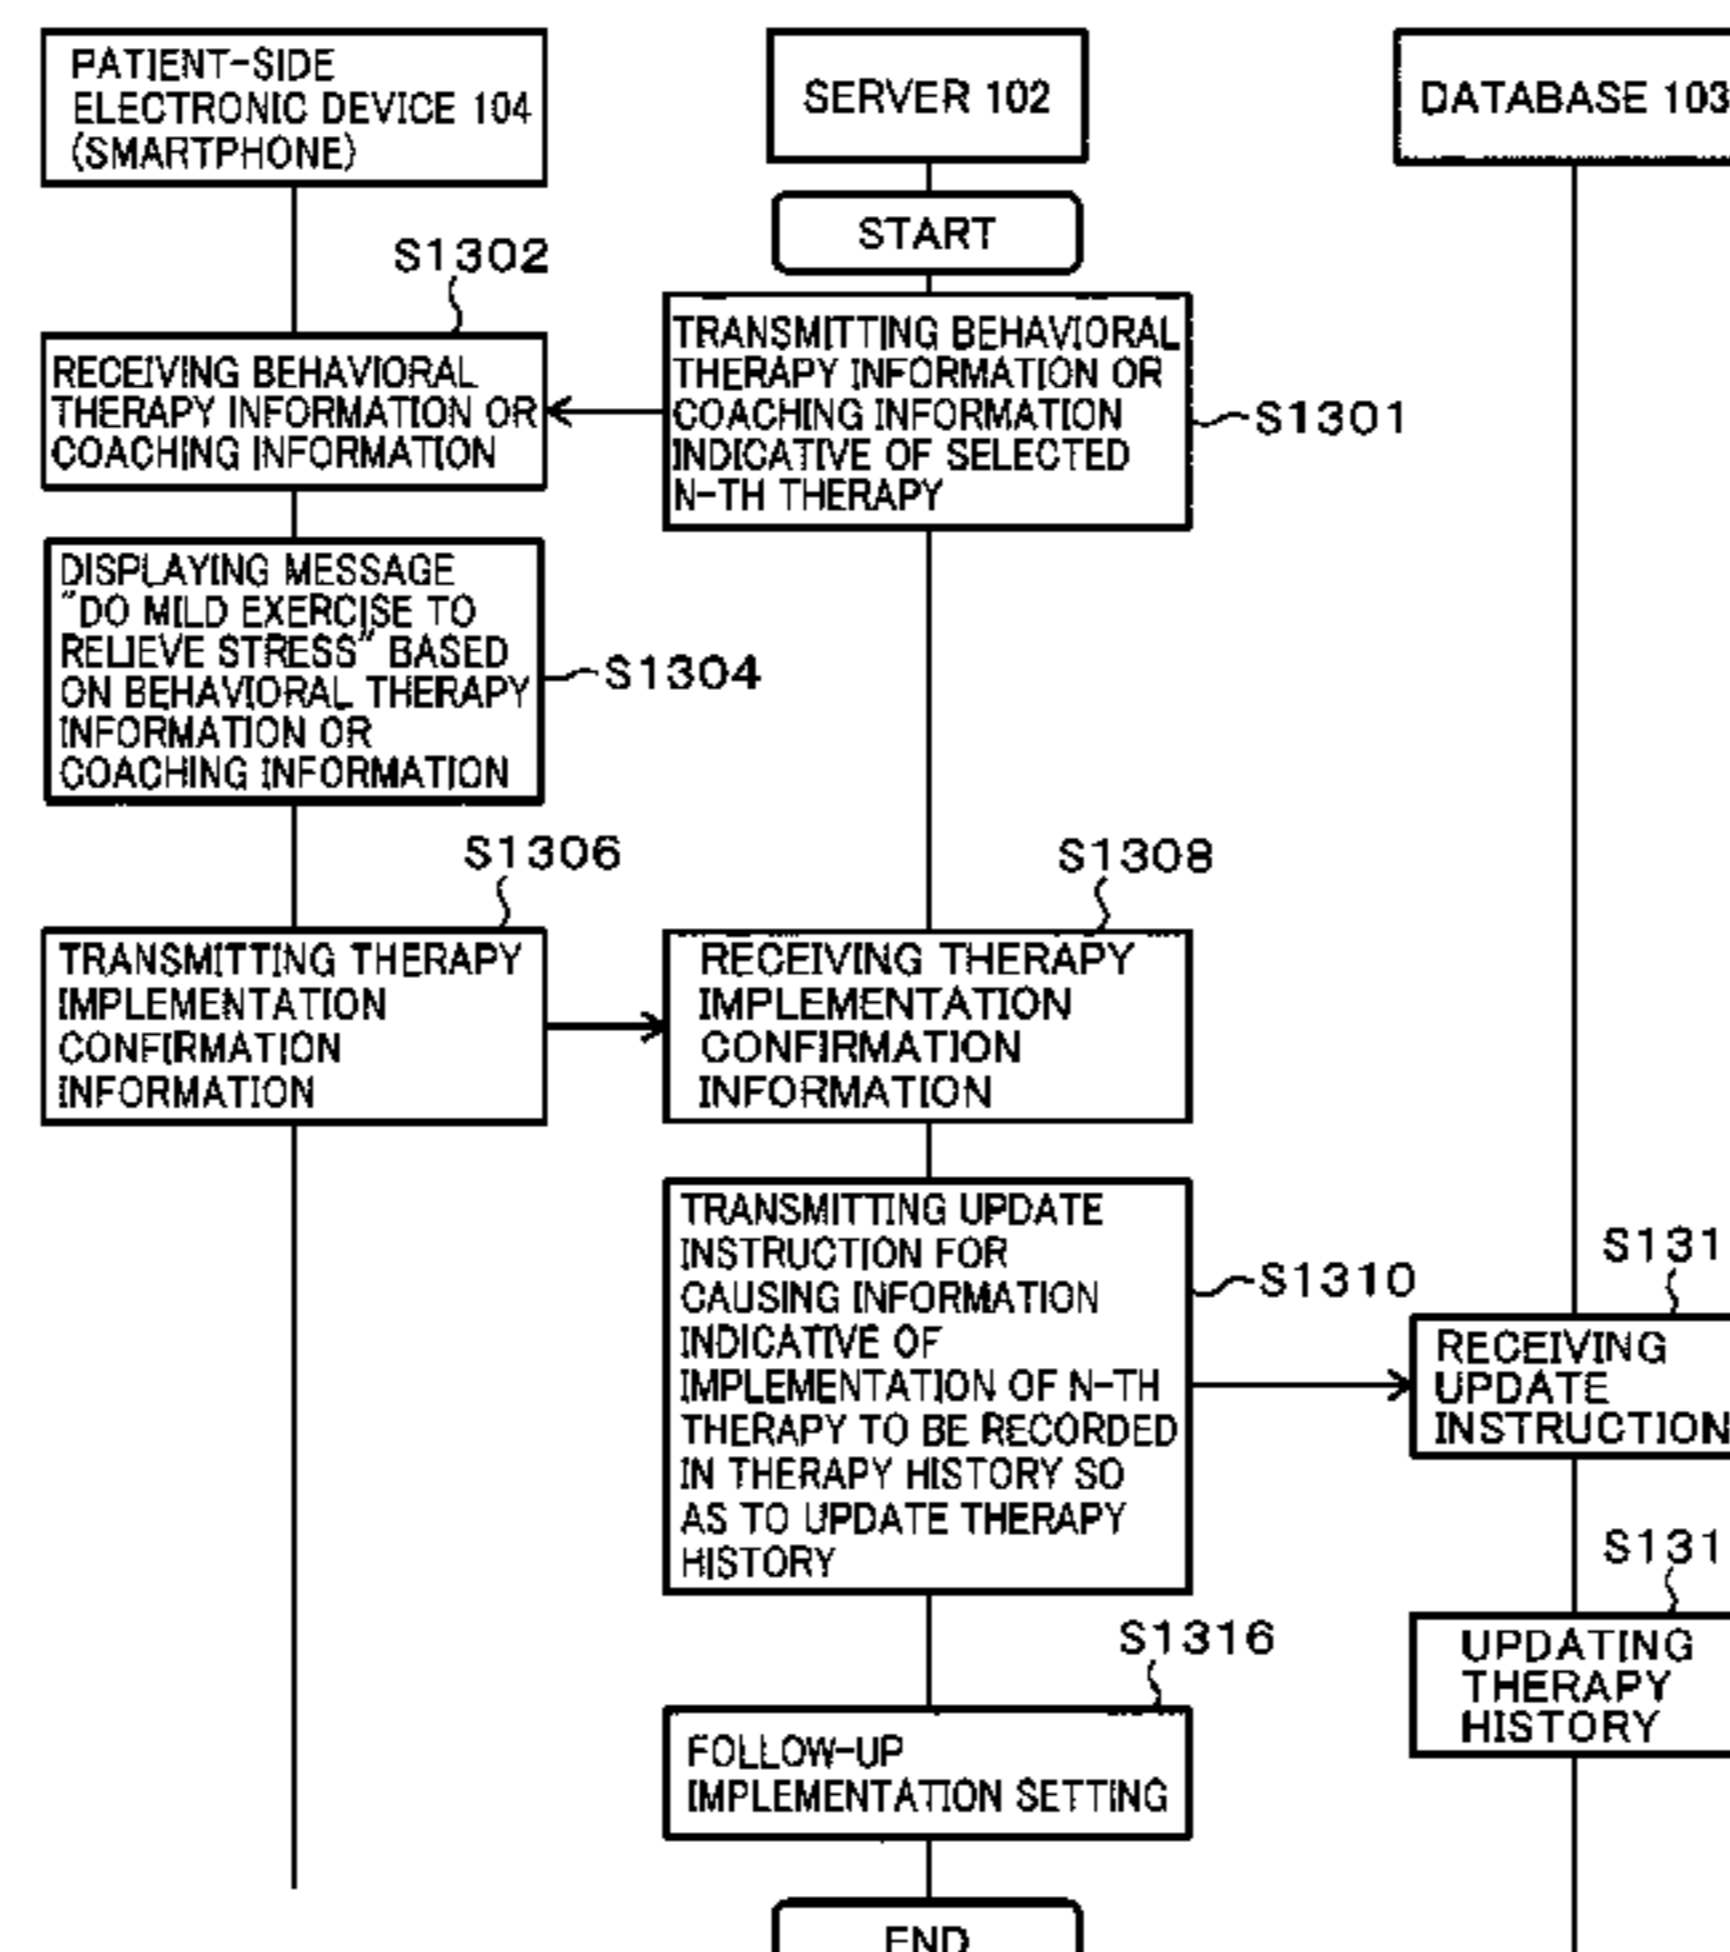 PATIENT-SIDE
ELECTRONIC DEVICE 104
(SMARTPHONE)
SERVER 102
DATABASE 103
START
S1302
RECEIVING BEHAVIORAL
THERAPY INFORMATION OR
COACHING INFORMATION
TRANSMITTING BEHAVIORAL
THERAPY INFORMATION OR
COACHING INFORMATION
INDICATIVE OF SELECTED
N-TH THERAPY
S1301
DISPLAYING MESSAGE
"DO MILD EXERCISE TO
RELIEVE STRESS" BASED
ON BEHAVIORAL THERAPY
INFORMATION OR
COACHING INFORMATION
S1304
S1306
TRANSMITTING THERAPY
IMPLEMENTATION
CONFIRMATION
INFORMATION
S1308
RECEIVING THERAPY
IMPLEMENTATION
CONFIRMATION
INFORMATION
TRANSMITTING UPDATE
INSTRUCTION FOR
CAUSING INFORMATION
INDICATIVE OF
IMPLEMENTATION OF N-TH
THERAPY TO BE RECORDED
IN THERAPY HISTORY SO
AS TO UPDATE THERAPY
HISTORY
S1310
S131
RECEIVING
UPDATE
INSTRUCTION
S131
UPDATING
THERAPY
HISTORY
S1316
FOLLOW-UP
IMPLEMENTATION SETTING
END